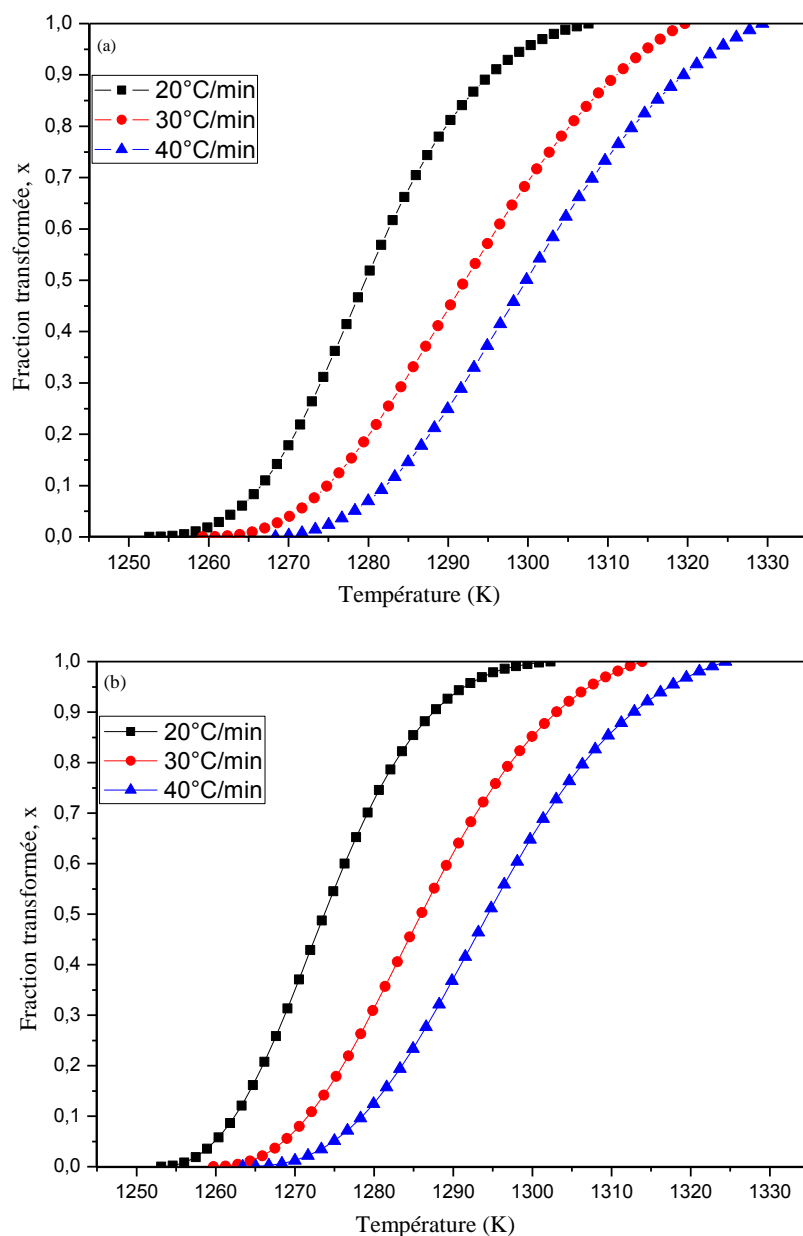 (a)
20°C/min
30°C/min
40°C/min
Fraction transformée, x
1,0
0,9
0,8
0,7
0,6
0,5
0,4
0,3
0,2
0,1
0,0
1250 1260 1270 1280 1290 1300 1310 1320 1330
Température (K)
(b)
20°C/min
30°C/min
40°C/min
Fraction transformée, x
1,0
0,9
0,8
0,7
0,6
0,5
0,4
0,3
0,2
0,1
0,0
1250 1260 1270 1280 1290 1300 1310 1320 1330
Température (K)